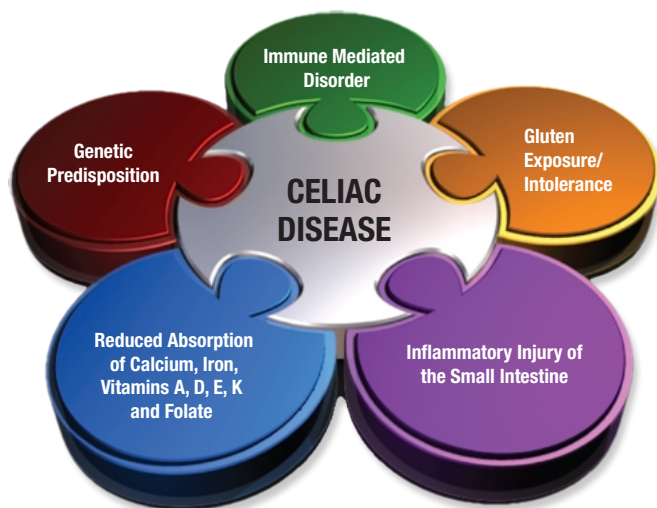 Immune Mediated
Disorder
Genetic
Predisposition
Gluten
Exposure/
Intolerance
CELIAC
DISEASE
Reduced Absorption
of Calcium, Iron,
Vitamins A, D, E, K
and Folate
Inflammatory Injury of
the Small Intestine